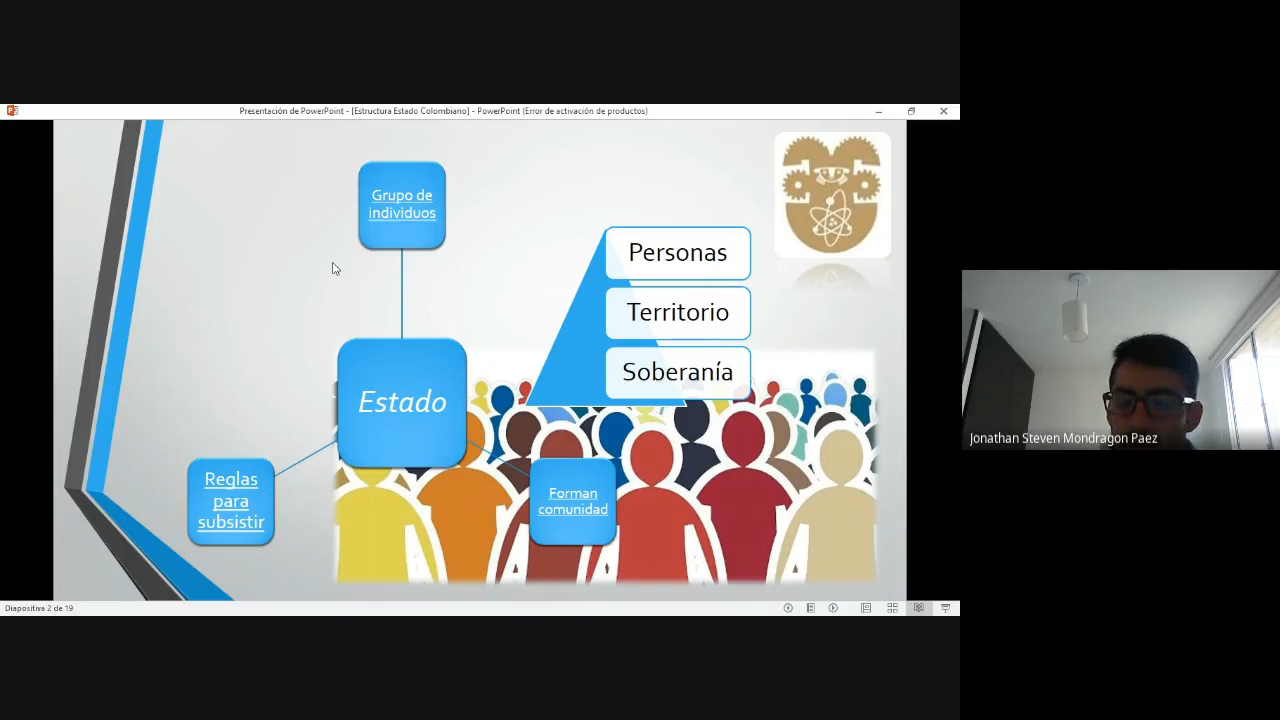 Presentación de PowerPoint - [Estructura Estado Colombiano] - PowerPoint (Error de activación de productos)
Grupo de
individuos
Personas
Territorio
Soberanía
Estado
Reglas
para
subsistir
Forman
comunidad
Jonathan Steven Mondragon Paez
Diapositiva 2 de 19